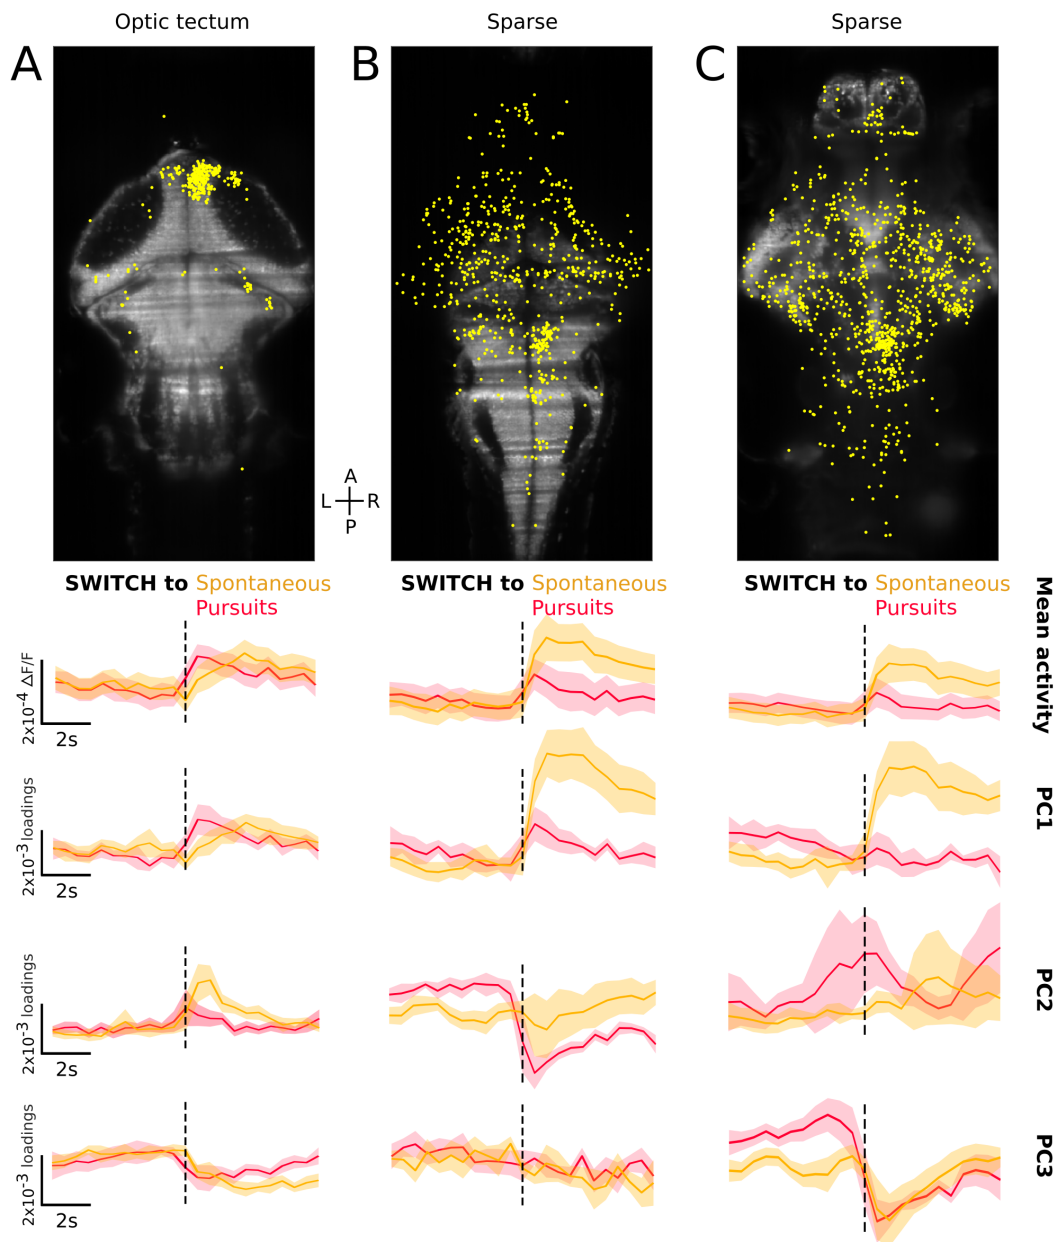 Optic tectum
Sparse
Sparse
A
B
C
A
L R
P
SWITCH to Spontaneous
Pursuits
SWITCH to Spontaneous
Pursuits
SWITCH to Spontaneous
Pursuits
Mean activity
2x10⁻⁴ ΔF/F
2s
PC1
2x10⁻³ loadings
2s
PC2
2x10⁻³ loadings
2s
PC3
2x10⁻³ loadings
2s